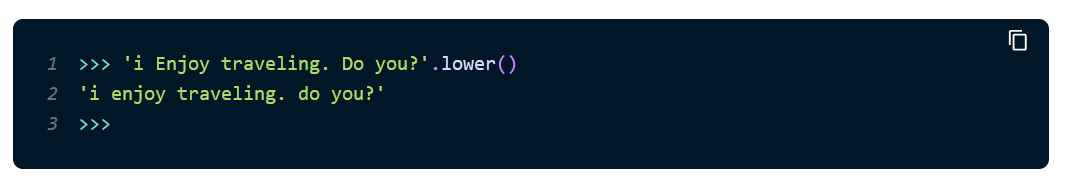 1 >>> 'i Enjoy traveling. Do you?'.lower()
2 'i enjoy traveling. do you?'
3 >>>